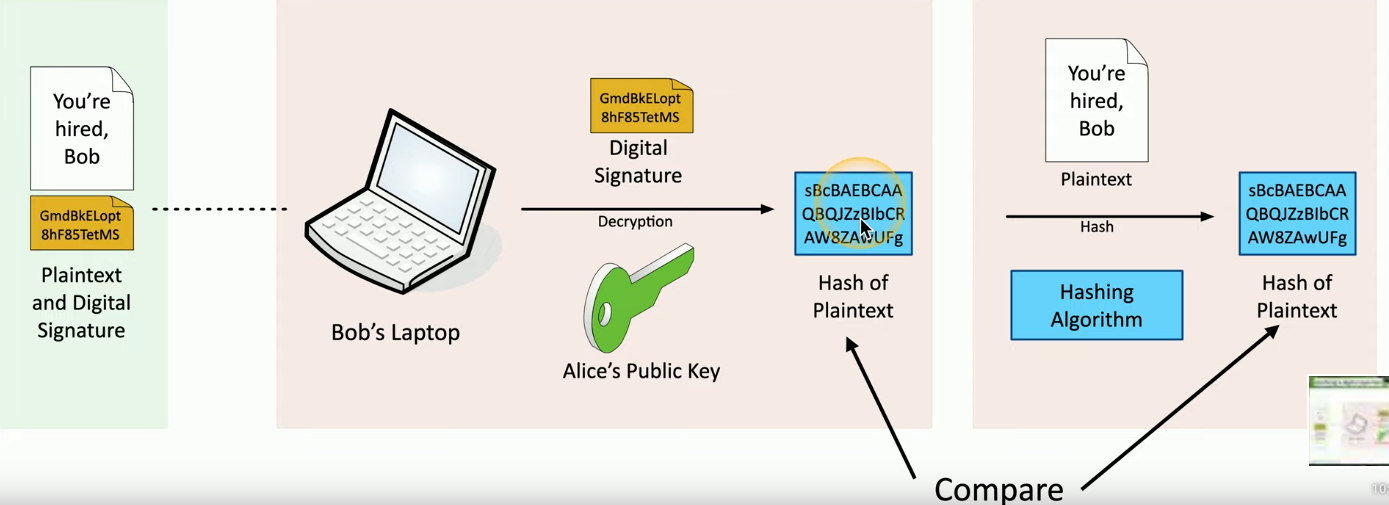 You're
hired,
Bob
GmdBkELopt
8hF85TetMS
Plaintext
and Digital
Signature
Bob's Laptop
GmdBkELopt
8hF85TetMS
Digital
Signature
Decryption
Alice's Public Key
sBcBAEBCAA
QBQJZzBIbCR
AW8ZAwUFg
Hash of
Plaintext
You're
hired,
Bob
Plaintext
Hash
Hashing
Algorithm
sBcBAEBCAA
QBQJZzBIbCR
AW8ZAwUFg
Hash of
Plaintext
Compare